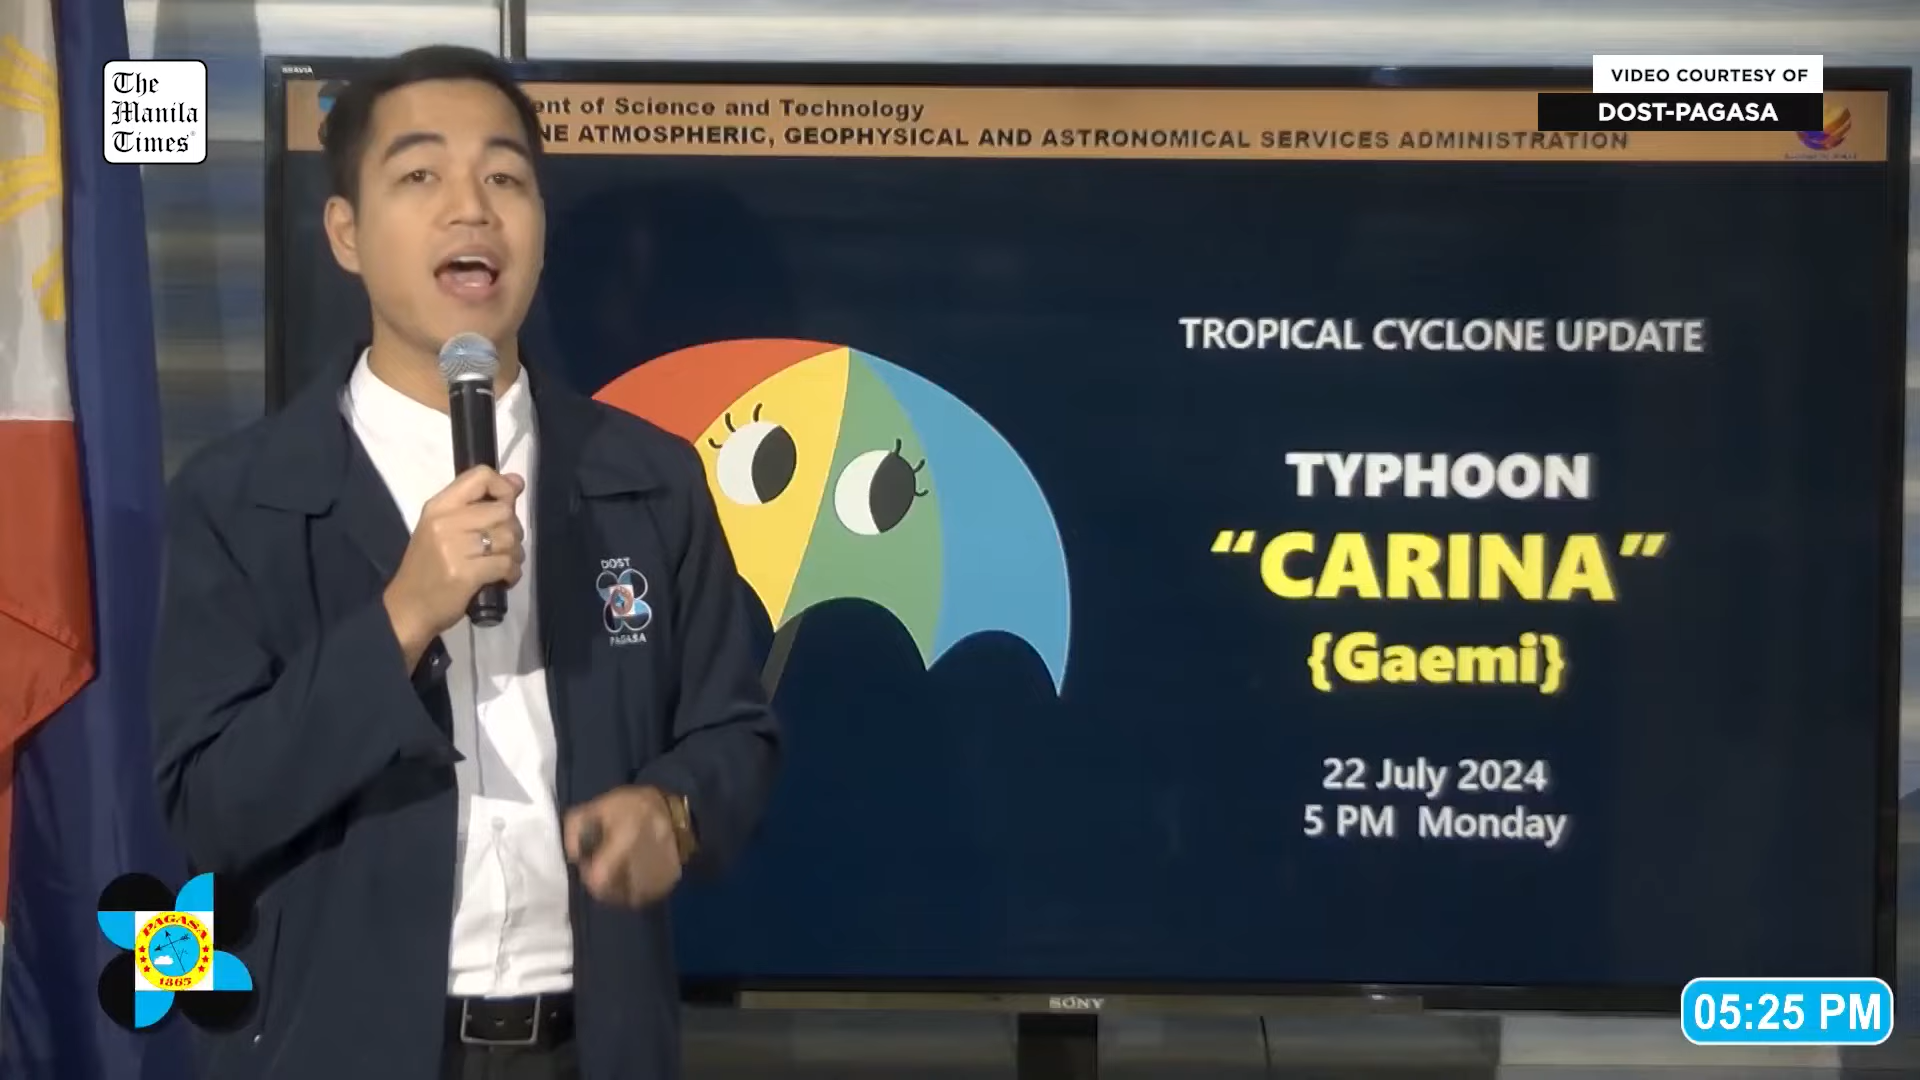 The
Manila
Times
VIDEO COURTESY OF
DOST-PAGASA
BRAVIA
ent of Science and Technology
NE ATMOSPHERIC, GEOPHYSICAL AND ASTRONOMICAL SERVICES ADMINISTRATION
TROPICAL CYCLONE UPDATE
TYPHOON
“CARINA”
{Gaemi}
22 July 2024
5 PM Monday
DOST
PAGASA
PAGASA
1865
SONY
05:25 PM